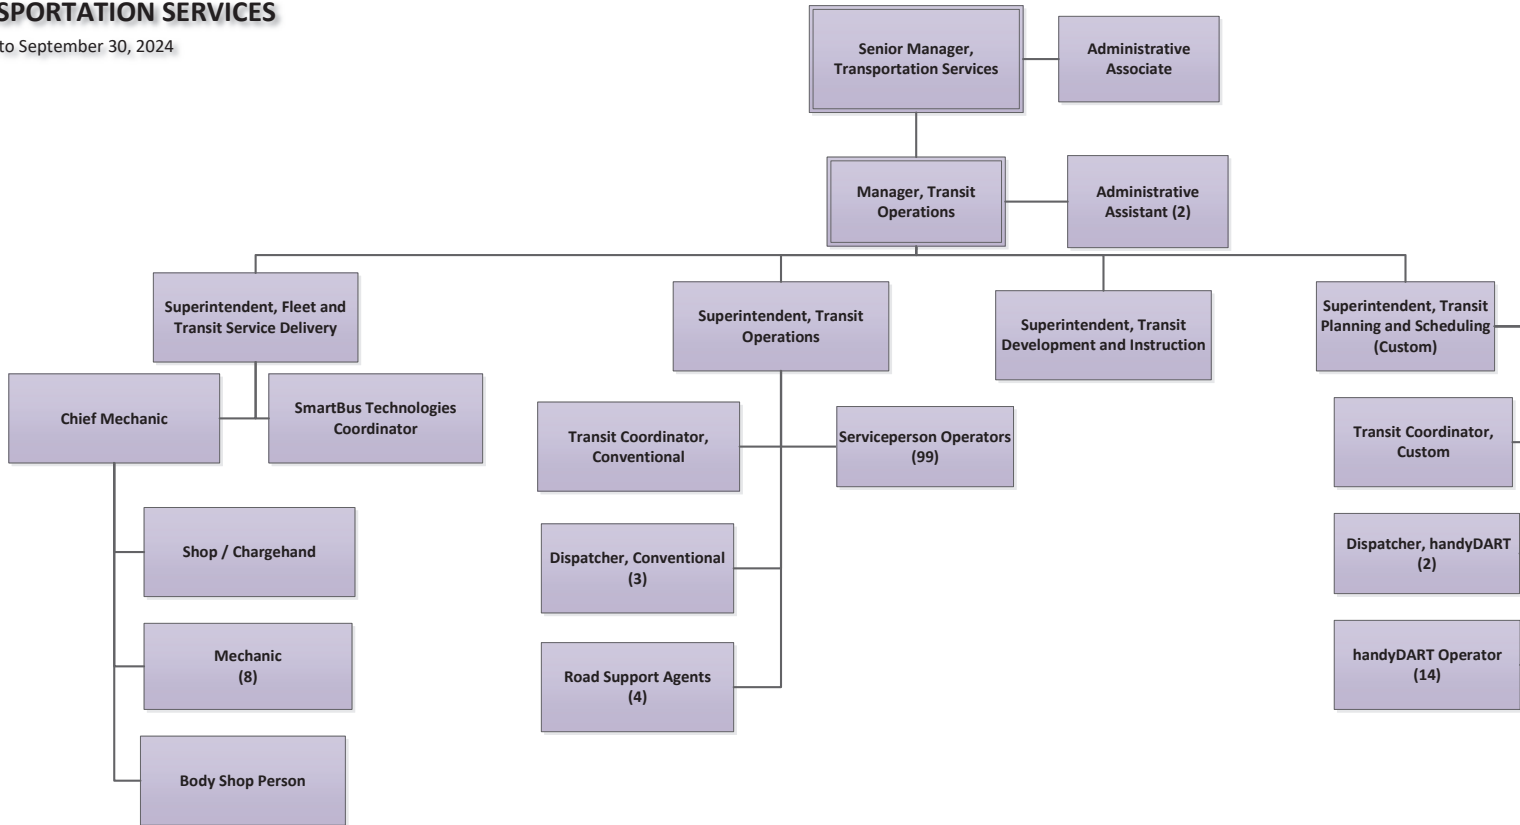 SPORTATION SERVICES
to September 30, 2024
Senior Manager,
Transportation Services
Administrative
Associate
Manager, Transit
Operations
Administrative
Assistant (2)
Superintendent, Fleet and
Transit Service Delivery
Superintendent, Transit
Operations
Superintendent, Transit
Development and Instruction
Superintendent, Transit
Planning and Scheduling
(Custom)
Chief Mechanic
SmartBus Technologies
Coordinator
Transit Coordinator,
Conventional
Serviceperson Operators
(99)
Transit Coordinator,
Custom
Shop / Chargehand
Dispatcher, Conventional
(3)
Dispatcher, handyDART
(2)
Mechanic
(8)
Road Support Agents
(4)
handyDART Operator
(14)
Body Shop Person